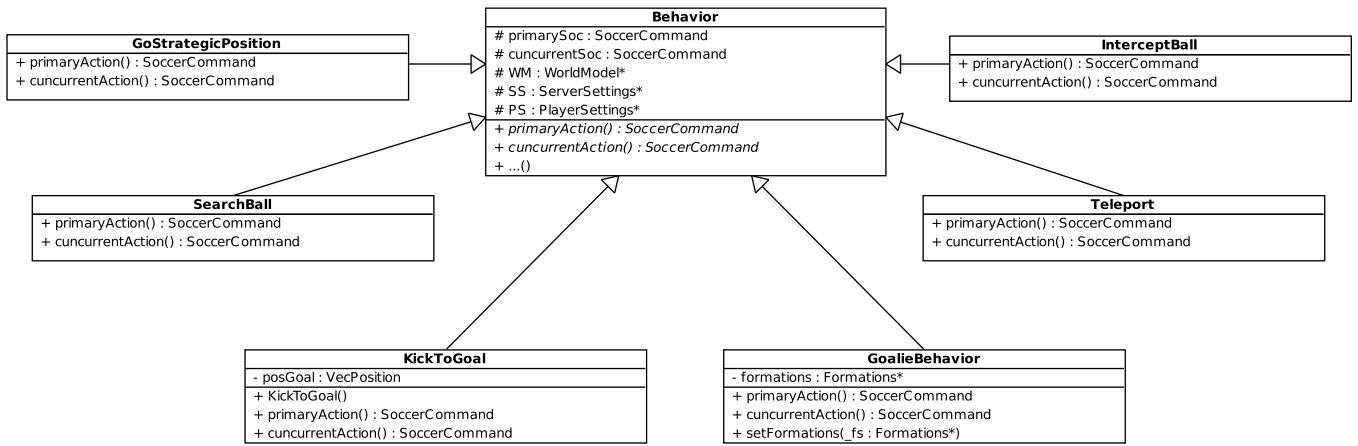 Behavior
# primarySoc : SoccerCommand
# cuncurrentSoc : SoccerCommand
# WM : WorldModel*
# SS : ServerSettings*
# PS : PlayerSettings*
+ primaryAction() : SoccerCommand
+ cuncurrentAction() : SoccerCommand
+ ...()
GoStrategicPosition
+ primaryAction() : SoccerCommand
+ cuncurrentAction() : SoccerCommand
InterceptBall
+ primaryAction() : SoccerCommand
+ cuncurrentAction() : SoccerCommand
SearchBall
+ primaryAction() : SoccerCommand
+ cuncurrentAction() : SoccerCommand
Teleport
+ primaryAction() : SoccerCommand
+ cuncurrentAction() : SoccerCommand
KickToGoal
- posGoal : VecPosition
+ KickToGoal()
+ primaryAction() : SoccerCommand
+ cuncurrentAction() : SoccerCommand
GoalieBehavior
- formations : Formations*
+ primaryAction() : SoccerCommand
+ cuncurrentAction() : SoccerCommand
+ setFormations(_fs : Formations*)